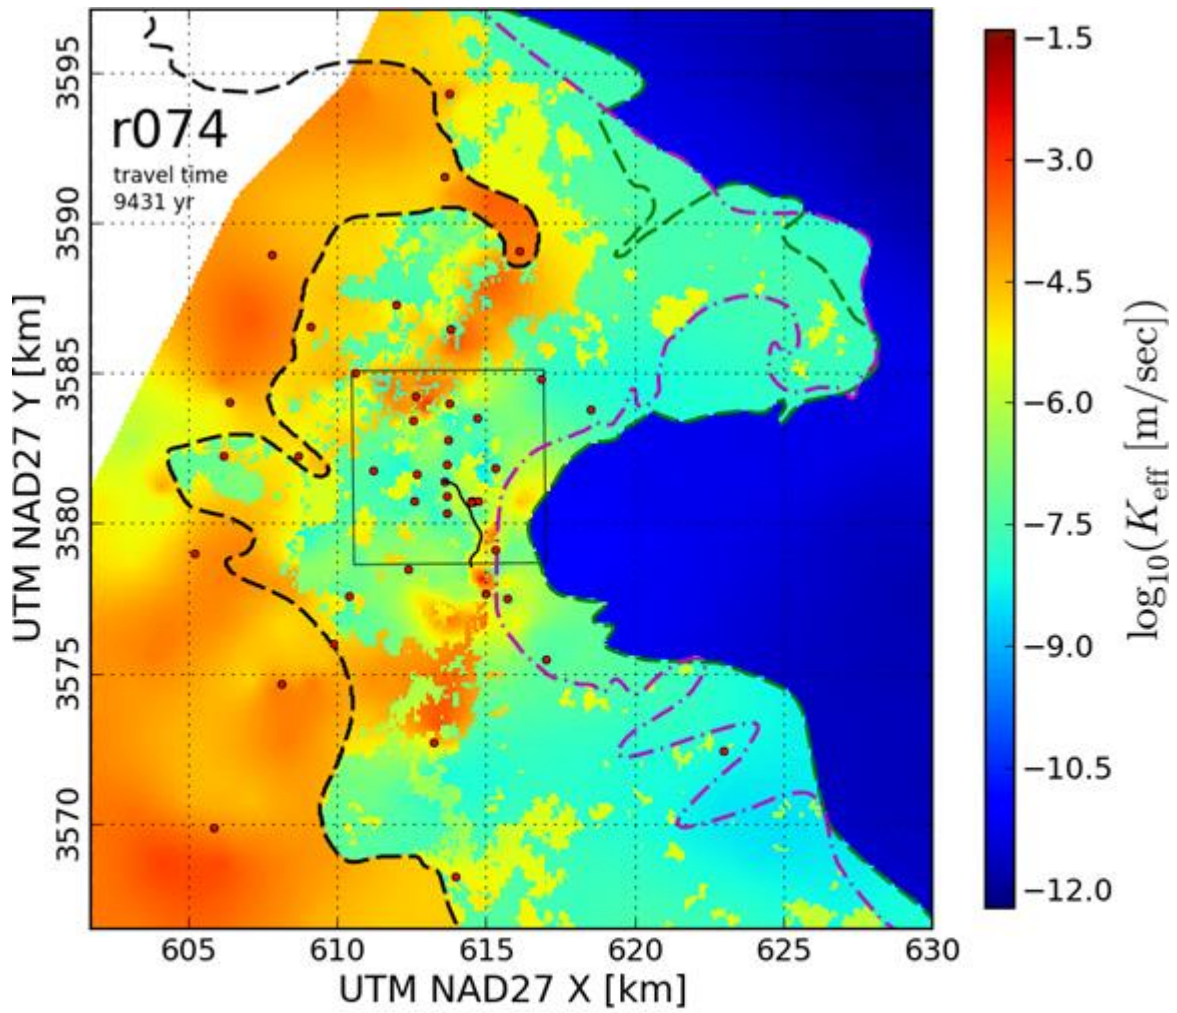 r074
travel time
9431 yr
3595
3590
3585
3580
3575
3570
UTM NAD27 Y [km]
605 610 615 620 625 630
UTM NAD27 X [km]
−1.5
−3.0
−4.5
−6.0
−7.5
−9.0
−10.5
−12.0
log₁₀(K_eff [m/sec])